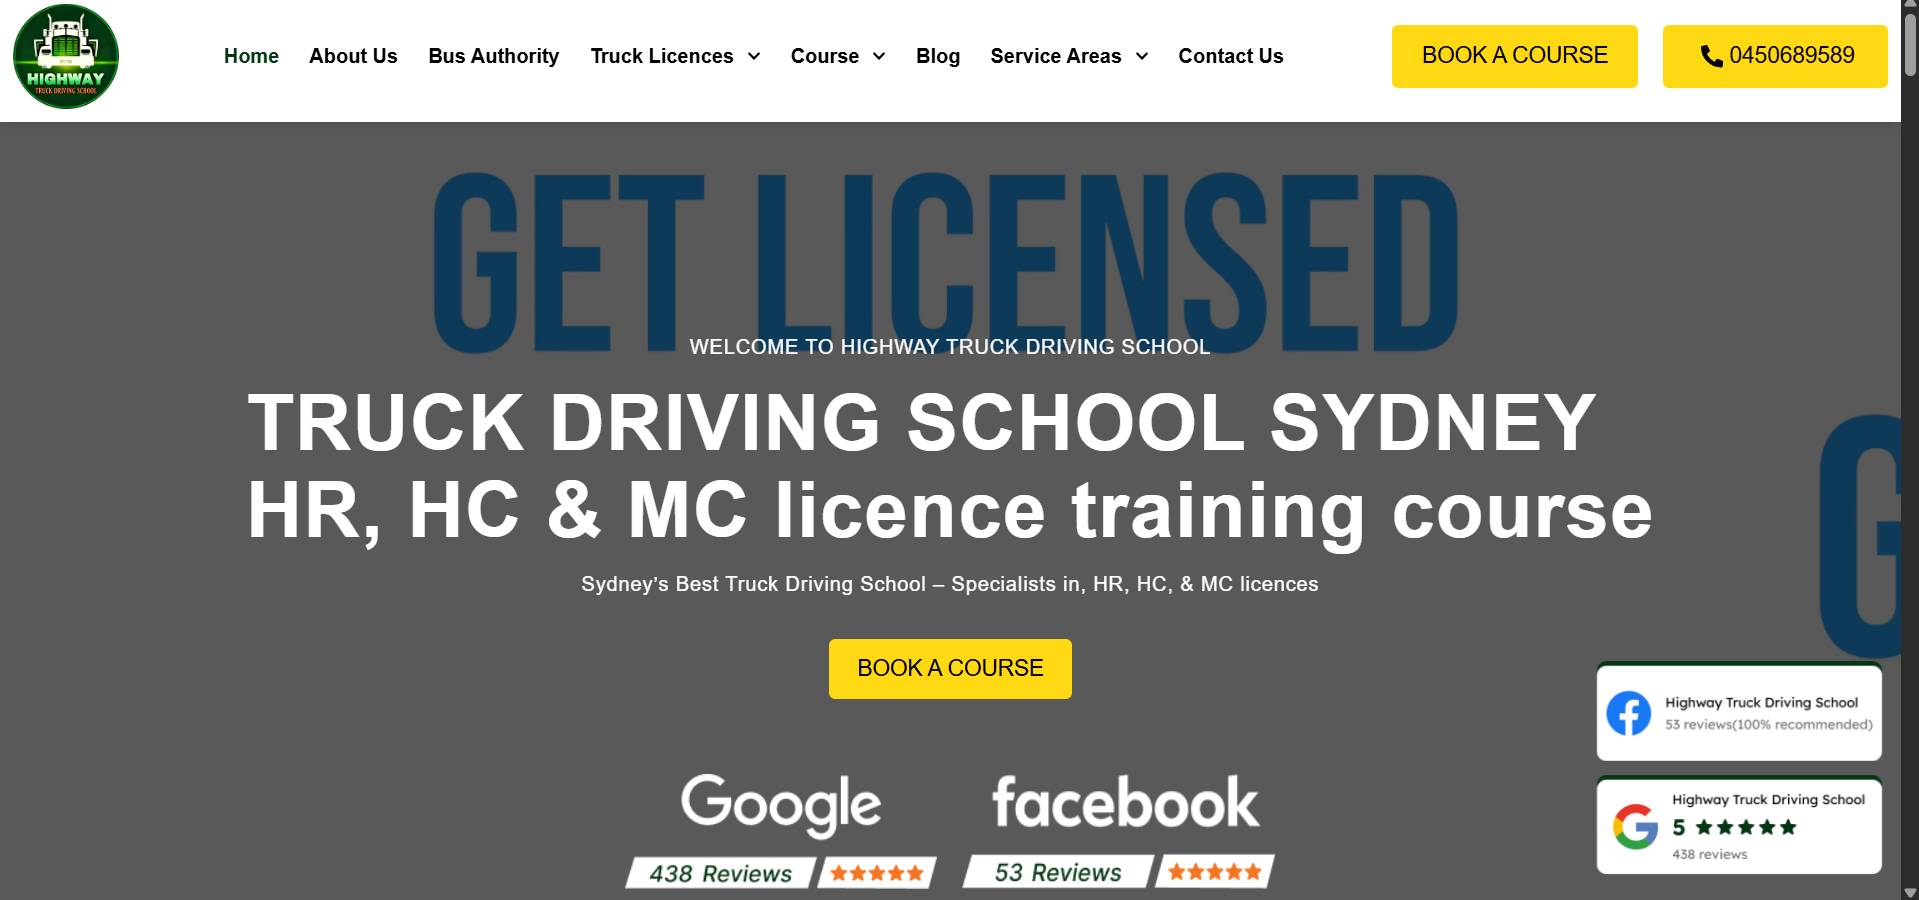 HIGHWAY
TRUCK DRIVING SCHOOL
Home
About Us
Bus Authority
Truck Licences
Course
Blog
Service Areas
Contact Us
BOOK A COURSE
0450689589
GET LICENSED
WELCOME TO HIGHWAY TRUCK DRIVING SCHOOL
TRUCK DRIVING SCHOOL SYDNEY
HR, HC & MC licence training course
Sydney’s Best Truck Driving School – Specialists in, HR, HC, & MC licences
BOOK A COURSE
G
Google
438 Reviews
facebook
53 Reviews
Highway Truck Driving School
53 reviews(100% recommended)
Highway Truck Driving School
5
438 reviews